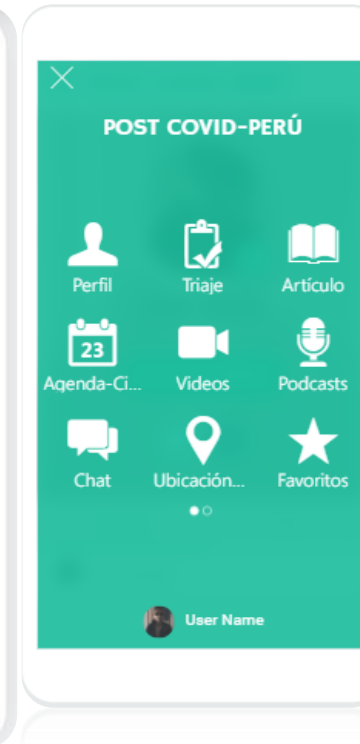 POST COVID-PERÚ
Perfil Triaje Artículo
23
Agenda-Ci... Videos Podcasts
Chat Ubicación... Favoritos
User Name